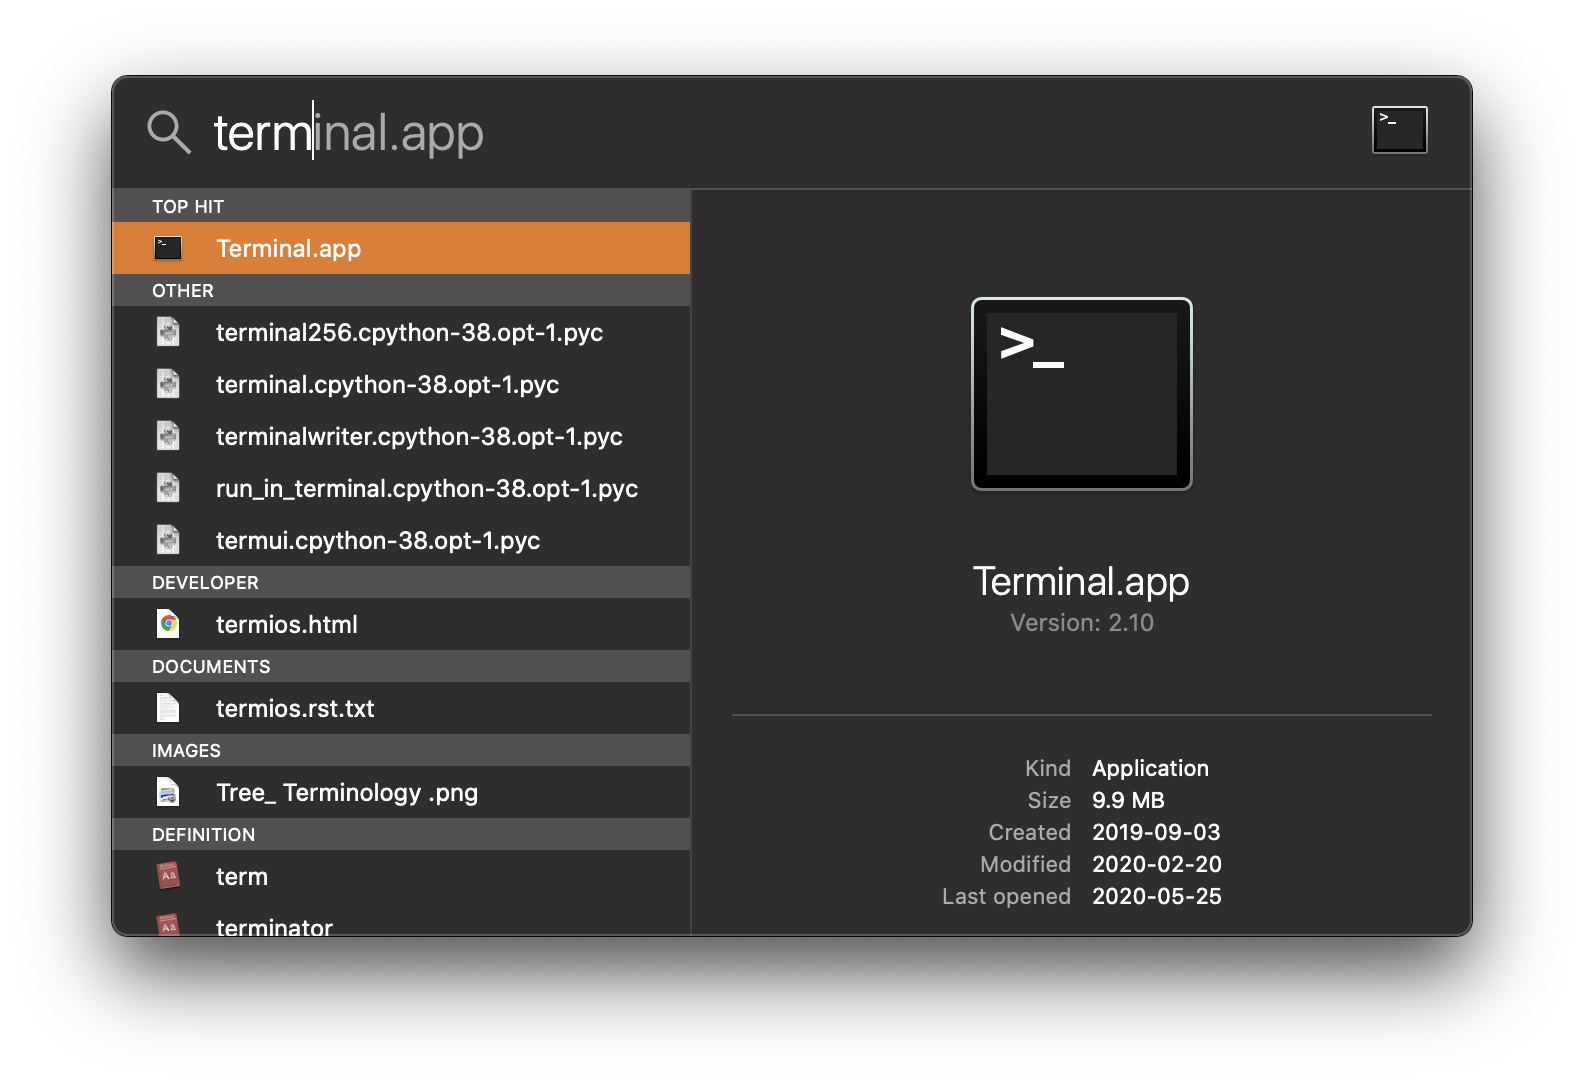 terminal.app
TOP HIT
Terminal.app
OTHER
terminal256.cpython-38.opt-1.pyc
terminal.cpython-38.opt-1.pyc
terminalwriter.cpython-38.opt-1.pyc
run_in_terminal.cpython-38.opt-1.pyc
termui.cpython-38.opt-1.pyc
DEVELOPER
termios.html
DOCUMENTS
termios.rst.txt
IMAGES
Tree_ Terminology .png
DEFINITION
term
terminator
>_
Terminal.app
Version: 2.10
Kind Application
Size 9.9 MB
Created 2019-09-03
Modified 2020-02-20
Last opened 2020-05-25